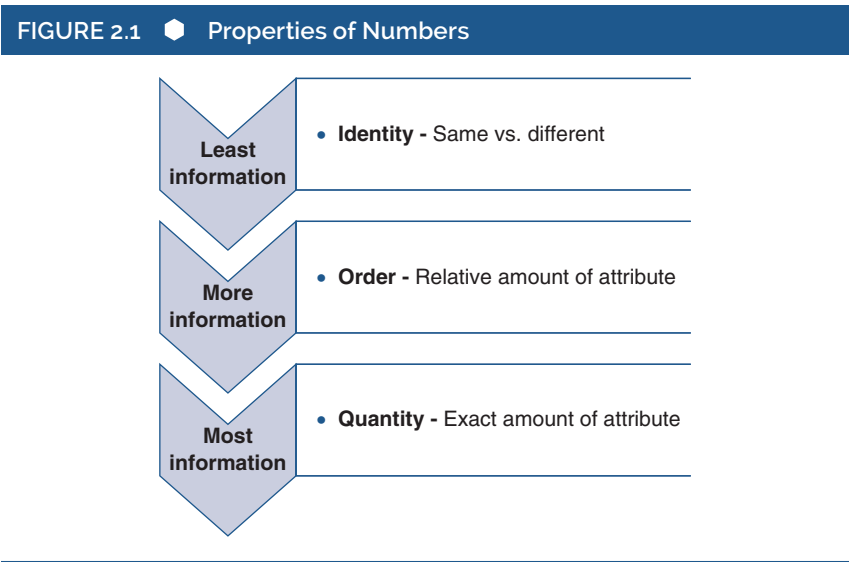 FIGURE 2.1 ⬢ Properties of Numbers
Least
information
• Identity - Same vs. different
More
information
• Order - Relative amount of attribute
Most
information
• Quantity - Exact amount of attribute